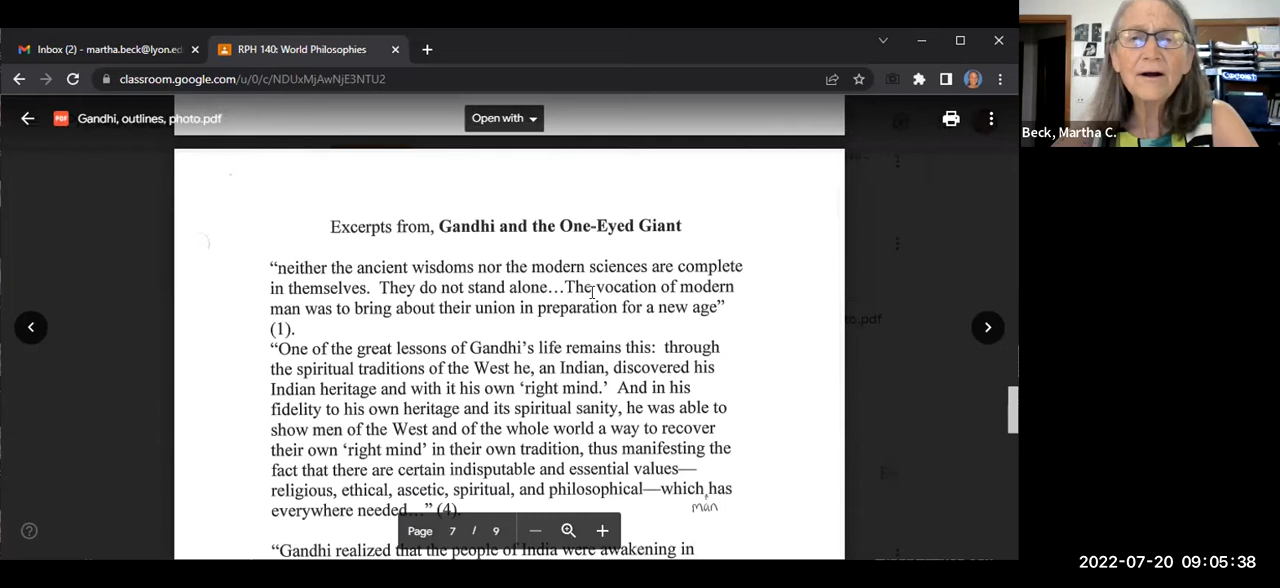 Inbox (2) - martha.beck@lyon.ed
RPH 140: World Philosophies
classroom.google.com/u/0/c/NDUxMjAwNjE3NTU2
PDF Gandhi, outlines, photo.pdf
Open with
Beck, Martha C.
Excerpts from, Gandhi and the One-Eyed Giant
“neither the ancient wisdoms nor the modern sciences are complete
in themselves. They do not stand alone…The vocation of modern
man was to bring about their union in preparation for a new age”
(1).
“One of the great lessons of Gandhi’s life remains this: through
the spiritual traditions of the West he, an Indian, discovered his
Indian heritage and with it his own ‘right mind.’ And in his
fidelity to his own heritage and its spiritual sanity, he was able to
show men of the West and of the whole world a way to recover
their own ‘right mind’ in their own tradition, thus manifesting the
fact that there are certain indisputable and essential values—
religious, ethical, ascetic, spiritual, and philosophical—which has
man
everywhere needed…” (4).
Page 7 / 9
“Gandhi realized that the people of India were awakening in
to.pdf
2022-07-20 09:05:38